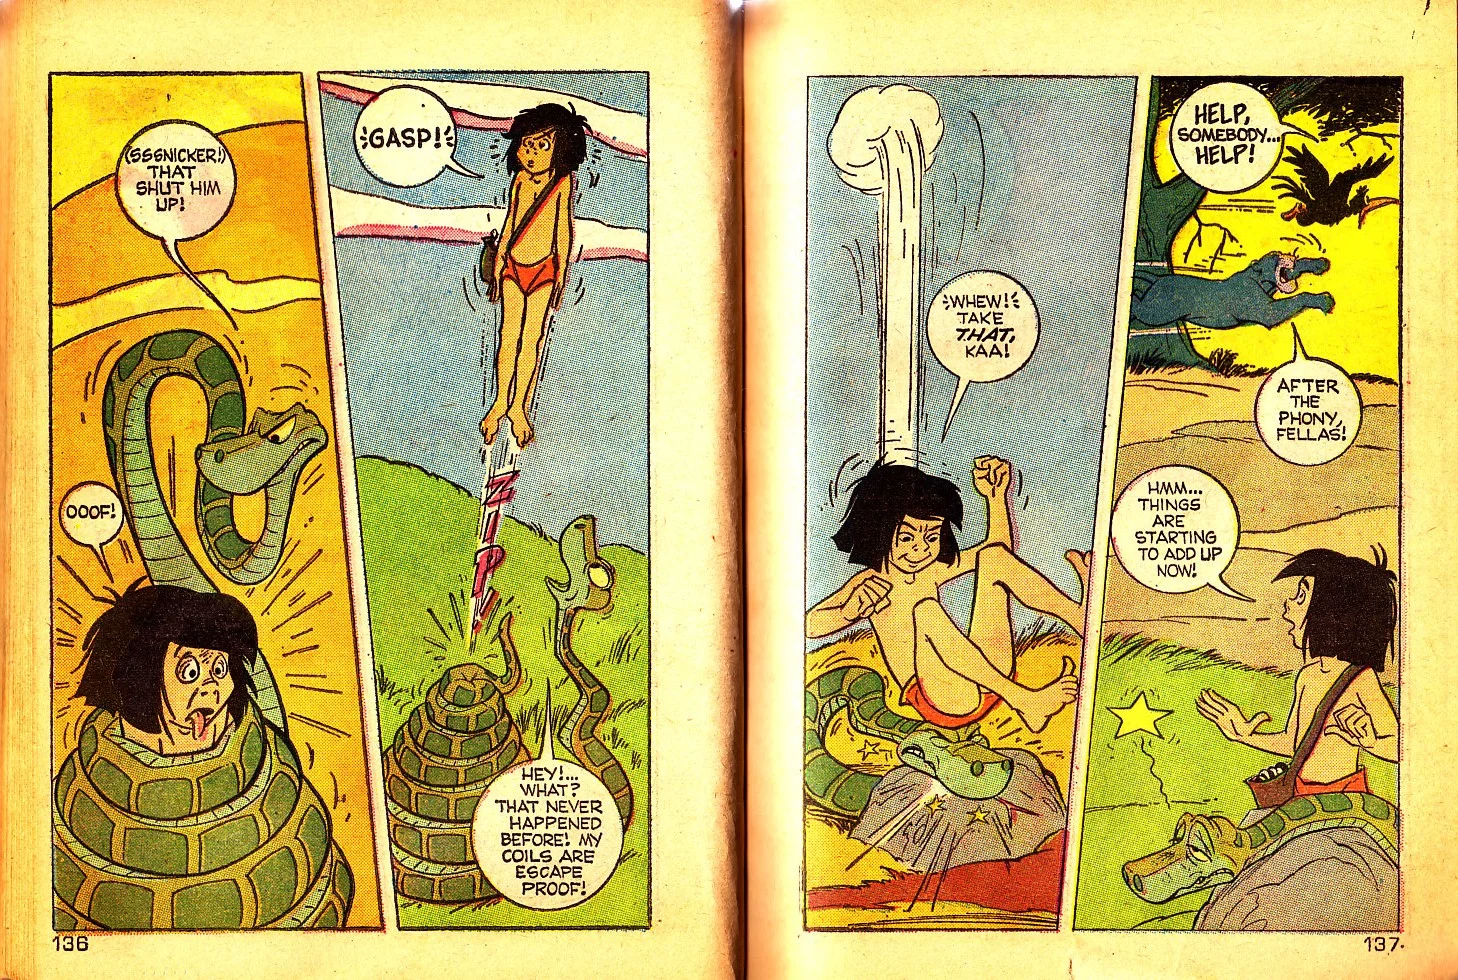 (SSSNICKER!)
THAT
SHUT HIM
UP!
OOOF!
GASP!
ZIP
HEY!...
WHAT?
THAT NEVER
HAPPENED
BEFORE! MY
COILS ARE
ESCAPE
PROOF!
136
WHEW!
TAKE
THAT,
KAA!
HELP,
SOMEBODY...
HELP!
AFTER
THE
PHONY,
FELLAS!
HMM...
THINGS
ARE
STARTING
TO ADD UP
NOW!
137